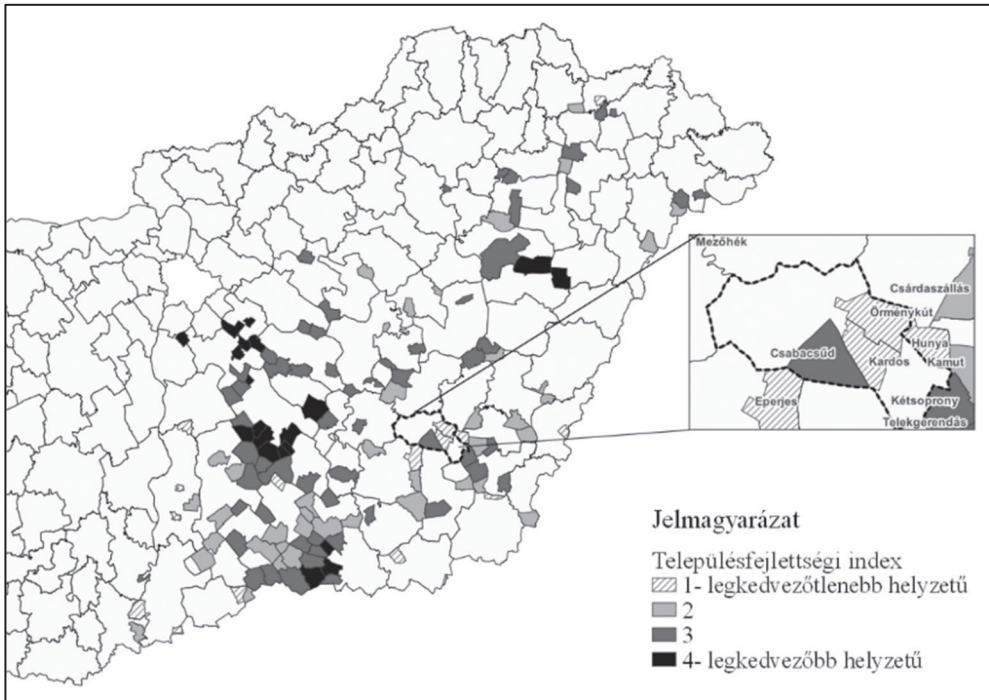 Mezőhék
Csárdaszállás
Örménykút
Hunya
Csabacsűd
Kardos
Kamut
Eperjes
Kétsoprony
Telekgerendás
Jelmagyarázat
Településfejlettségi index
1- legkedvezőtlenebb helyzetű
2
3
4- legkedvezőbb helyzetű